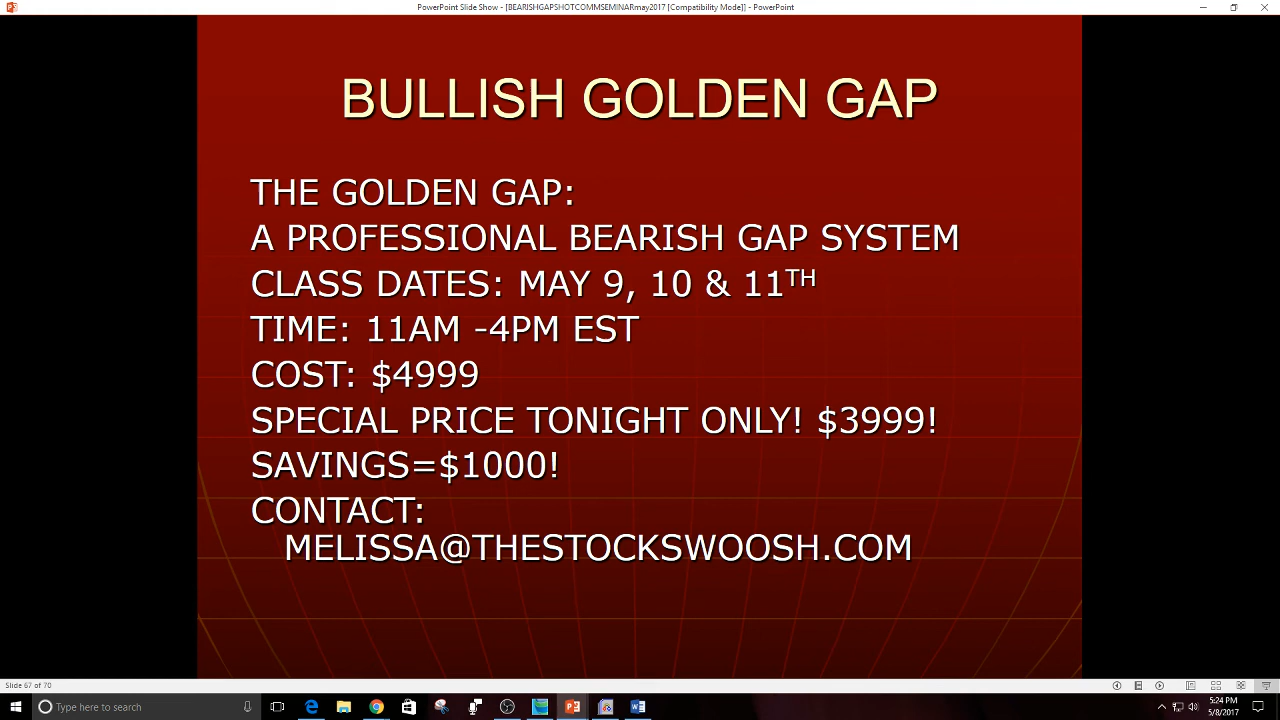 PowerPoint Slide Show - [BEARISHGAPSHOTCOMMSEMINARmay2017 [Compatibility Mode]] - PowerPoint
BULLISH GOLDEN GAP
THE GOLDEN GAP:
A PROFESSIONAL BEARISH GAP SYSTEM
CLASS DATES: MAY 9, 10 & 11TH
TIME: 11AM -4PM EST
COST: $4999
SPECIAL PRICE TONIGHT ONLY! $3999!
SAVINGS=$1000!
CONTACT:
MELISSA@THESTOCKSWOOSH.COM
Slide 67 of 70
Type here to search
5:24 PM
5/8/2017